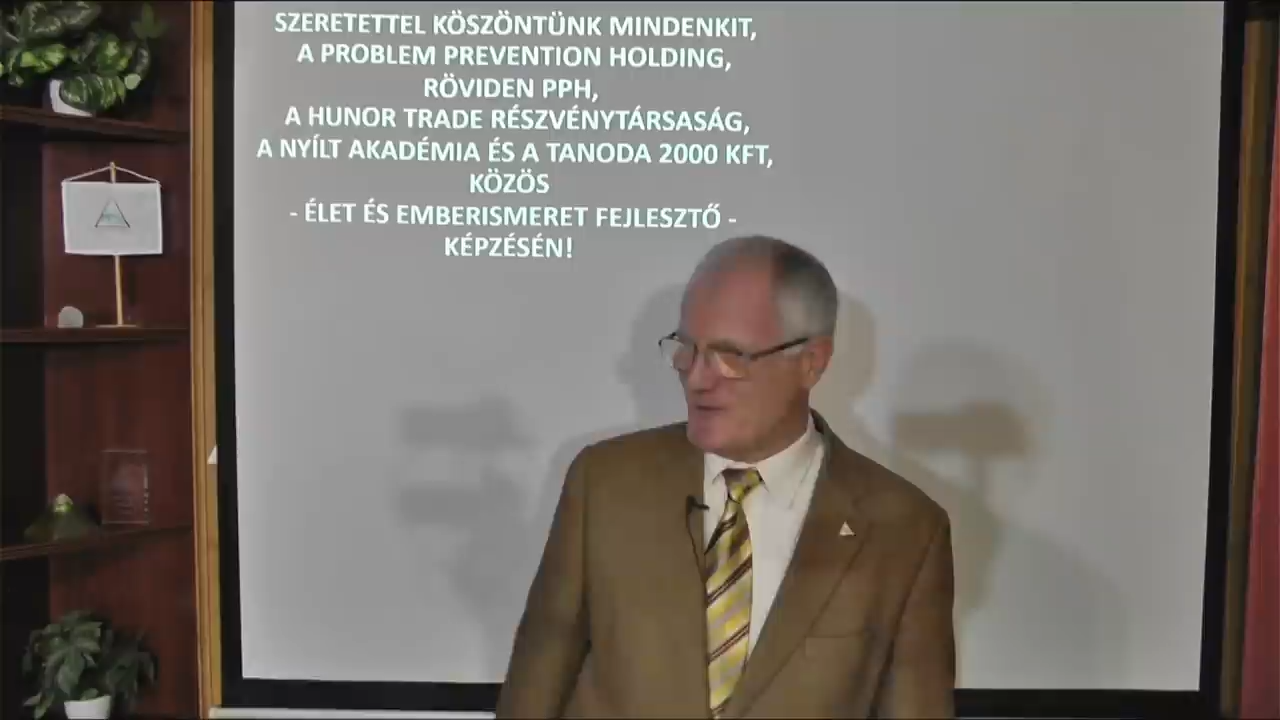 SZERETETTEL KÖSZÖNTÜNK MINDENKIT,
A PROBLEM PREVENTION HOLDING,
RÖVIDEN PPH,
A HUNOR TRADE RÉSZVÉNYTÁRSASÁG,
A NYÍLT AKADÉMIA ÉS A TANODA 2000 KFT,
KÖZÖS
- ÉLET ÉS EMBERISMERET FEJLESZTŐ -
KÉPZÉSÉN!